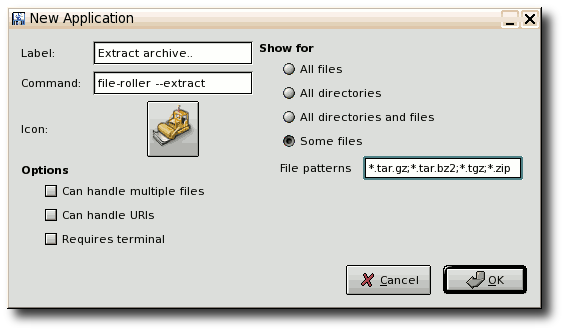 New Application
Label:
Extract archive..
Command:
file-roller --extract
Icon:
Options
Can handle multiple files
Can handle URIs
Requires terminal
Show for
All files
All directories
All directories and files
Some files
File patterns
*.tar.gz;*.tar.bz2;*.tgz;*.zip
Cancel
OK